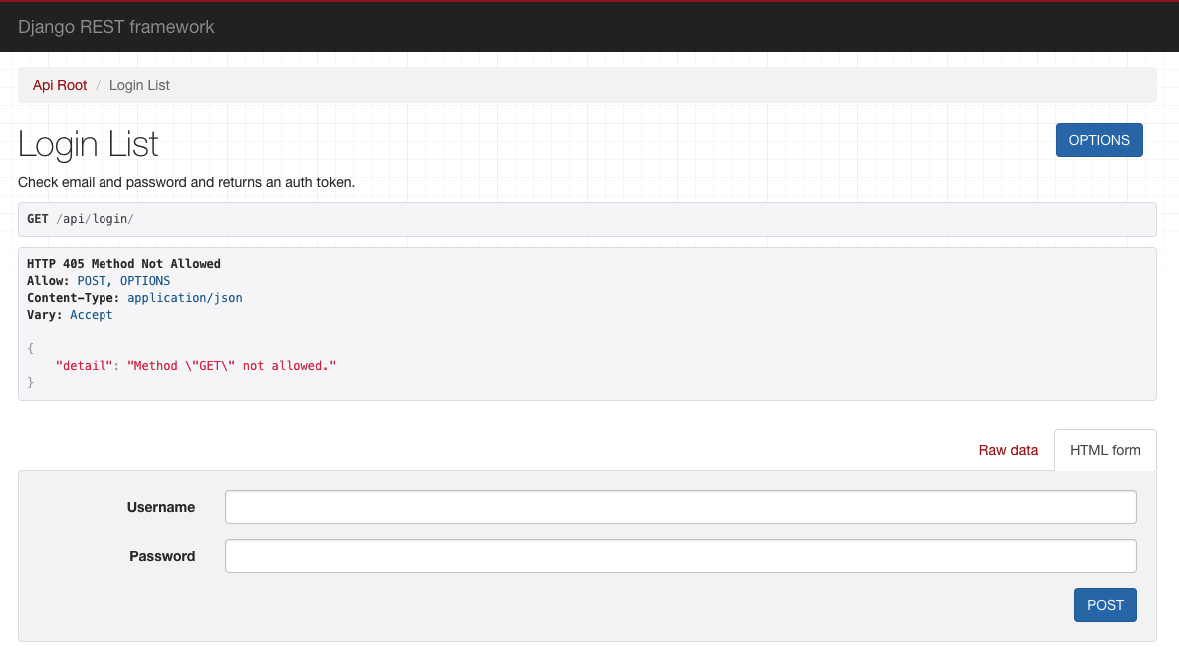 Django REST framework
Api Root / Login List
Login List
OPTIONS
Check email and password and returns an auth token.
GET /api/login/
HTTP 405 Method Not Allowed
Allow: POST, OPTIONS
Content-Type: application/json
Vary: Accept
{
"detail": "Method \"GET\" not allowed."
}
Raw data
HTML form
Username
Password
POST